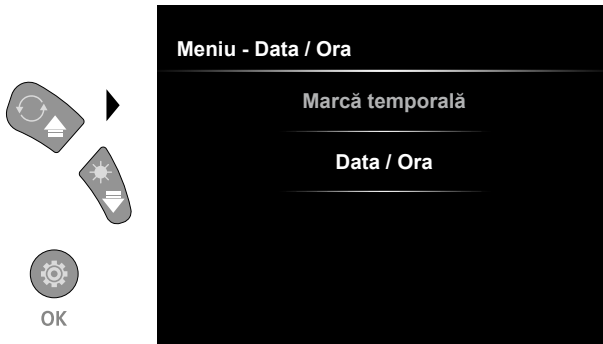 Meniu - Data / Ora
Marcă temporală
Data / Ora
OK